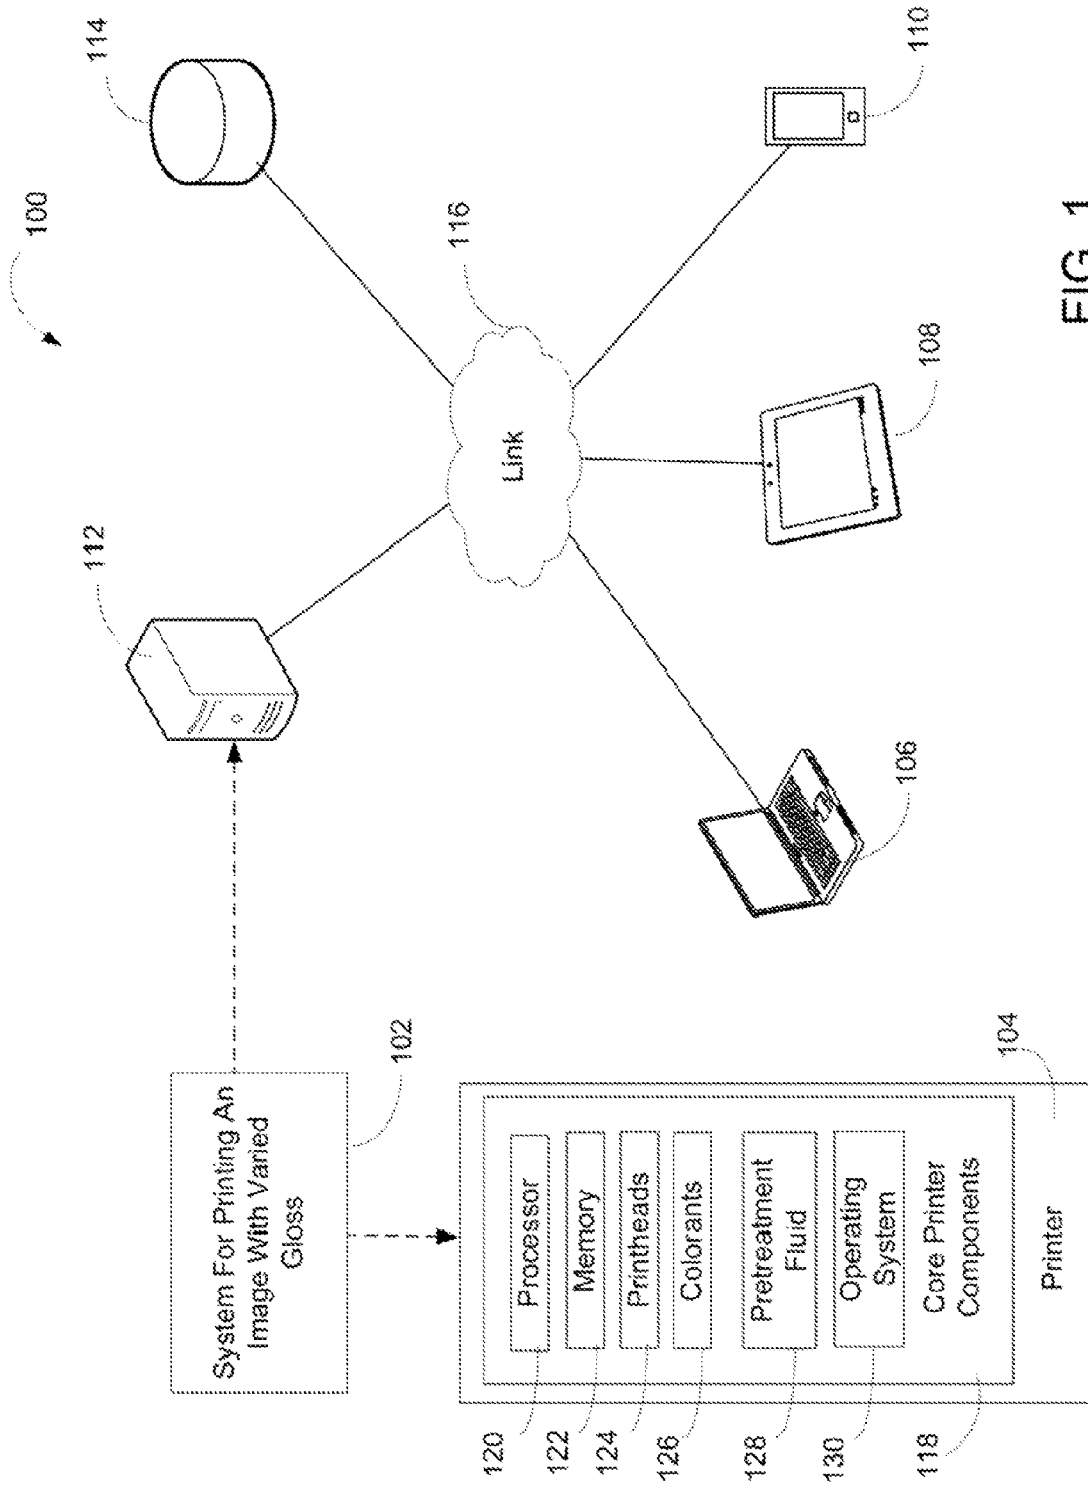 100
System For Printing An
Image With Varied
Gloss
102
112
114
Link
116
106
108
110
120
Processor
122
Memory
124
Printheads
126
Colorants
128
Pretreatment
Fluid
130
Operating
System
118
Core Printer
Components
104
Printer
FIG. 1